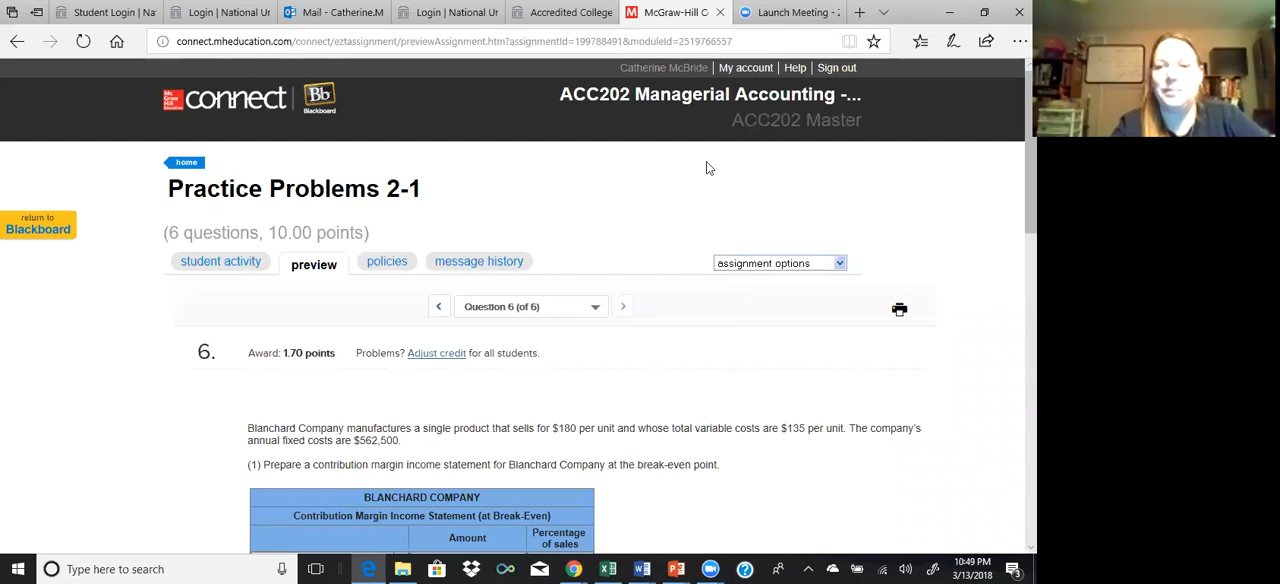 Student Login | Na
Login | National Ur
Mail - Catherine.M
Login | National Ur
Accredited College
McGraw-Hill Co
Launch Meeting - Z
connect.mheducation.com/connect/eztassignment/previewAssignment.htm?assignmentId=199788491&moduleId=2519766557
Catherine McBride | My account | Help | Sign out
Mc Graw Hill Education connect | Bb Blackboard
ACC202 Managerial Accounting -...
ACC202 Master
home
Practice Problems 2-1
return to
Blackboard
(6 questions, 10.00 points)
student activity preview policies message history assignment options
Question 6 (of 6)
6. Award: 1.70 points Problems? Adjust credit for all students.
Blanchard Company manufactures a single product that sells for $180 per unit and whose total variable costs are $135 per unit. The company's
annual fixed costs are $562,500.
(1) Prepare a contribution margin income statement for Blanchard Company at the break-even point.
BLANCHARD COMPANY
Contribution Margin Income Statement (at Break-Even)
Amount Percentage
of sales
Type here to search
10:49 PM
3/13/2018
3